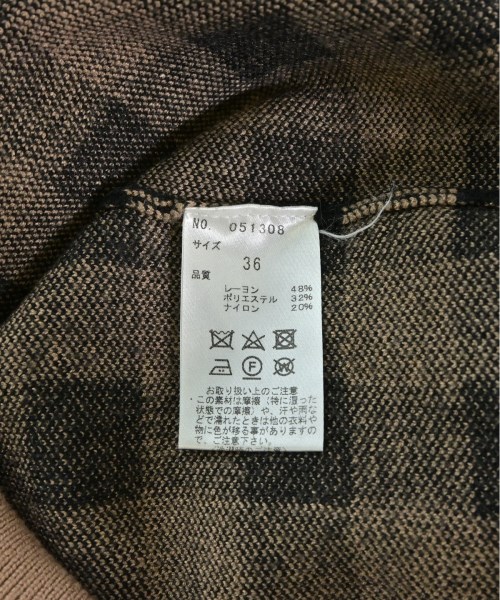 NO. 051308
サイズ
36
品質
レーヨン 48%
ポリエステル 32%
ナイロン 20%
お取り扱い上のご注意
この素材は摩擦（特に湿った
状態での摩擦）や、汗や雨な
どで濡れたときは他の衣料や
物に色が移る事がありますの
で、ご注意下さい。